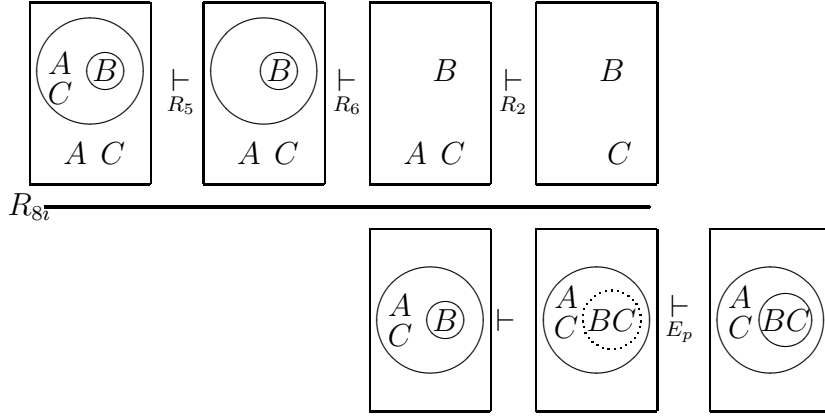 A B ⊢ B ⊢ B ⊢ B
C R₅ R₆ R₂
A C A C A C C
R₈ᵢ
A B ⊢ A BC ⊢ A BC
C C Eₚ C